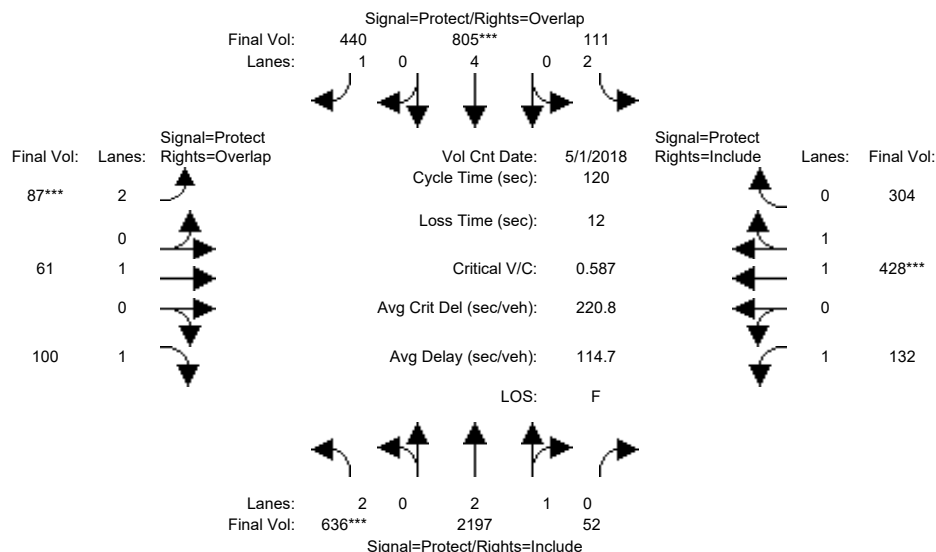 Signal=Protect/Rights=Overlap
Final Vol: 440 805*** 111
Lanes: 1 0 4 0 2
Signal=Protect Signal=Protect
Final Vol: Lanes: Rights=Overlap Vol Cnt Date: 5/1/2018 Rights=Include Lanes: Final Vol:
Cycle Time (sec): 120
87*** 2 0 304
Loss Time (sec): 12
0 1
61 1 Critical V/C: 0.587 1 428***
0 Avg Crit Del (sec/veh): 220.8 0
100 1 Avg Delay (sec/veh): 114.7 1 132
LOS: F
Lanes: 2 0 2 1 0
Final Vol: 636*** 2197 52
Signal=Protect/Rights=Include